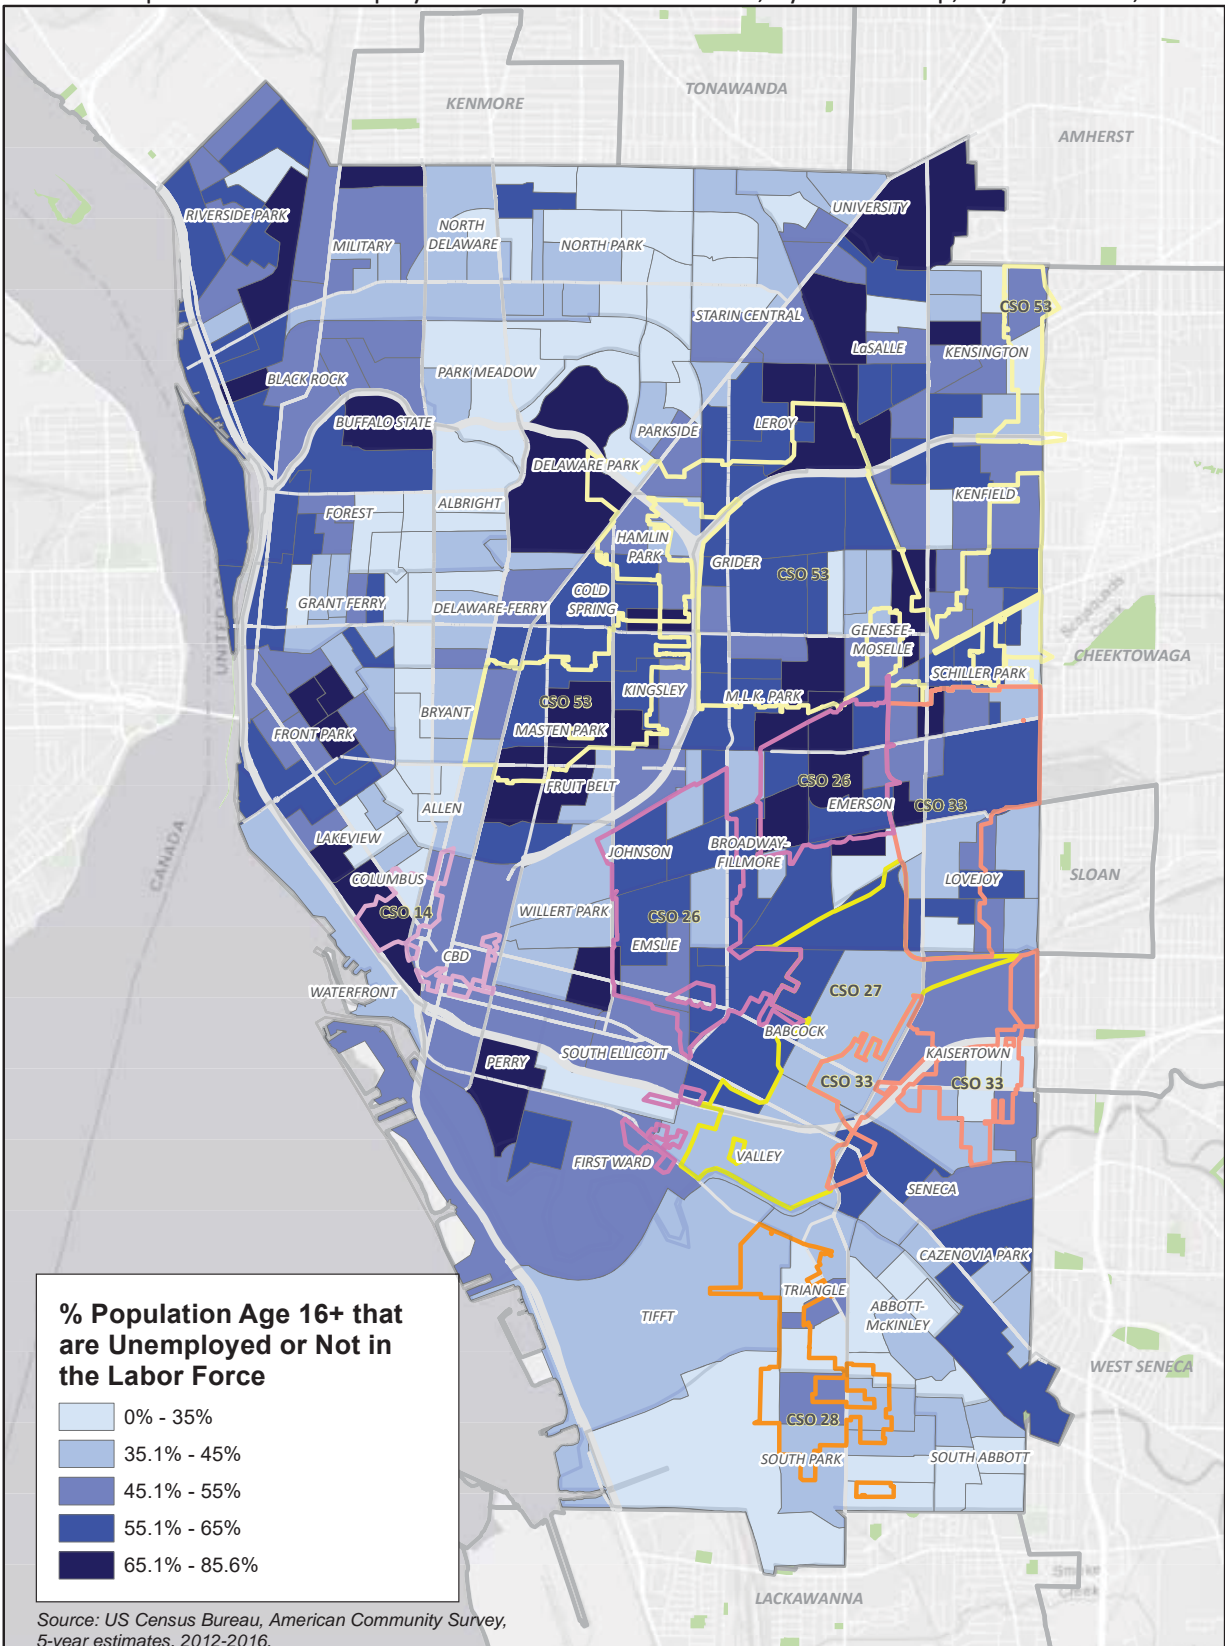 KENMORE
TONAWANDA
AMHERST
RIVERSIDE PARK
MILITARY
NORTH
DELAWARE
NORTH PARK
UNIVERSITY
CSO 53
STARIN CENTRAL
LaSALLE
KENSINGTON
BLACK ROCK
PARK MEADOW
BUFFALO STATE
PARKSIDE
LEROY
DELAWARE PARK
FOREST
ALBRIGHT
KENFIELD
HAMLIN
PARK
GRIDER
CSO 53
GRANT FERRY
DELAWARE-FERRY
COLD
SPRING
GENESEE-
MOSELLE
UNITED
CHEEKTOWAGA
SCHILLER PARK
KINGSLEY
M.L.K. PARK
CSO 53
BRYANT
MASTEN PARK
FRONT PARK
FRUIT BELT
CSO 26
EMERSON
CSO 33
ALLEN
LAKEVIEW
JOHNSON
BROADWAY-
FILLMORE
CANADA
COLUMBUS
LOVEJOY
SLOAN
CSO 14
WILLERT PARK
CSO 26
EMSLIE
CBD
WATERFRONT
CSO 27
BABCOCK
PERRY
SOUTH ELLICOTT
KAISERTOWN
CSO 33
CSO 33
FIRST WARD
VALLEY
SENECA
CAZENOVIA PARK
TRIANGLE
TIFFT
ABBOTT-
McKINLEY
WEST SENECA
CSO 28
SOUTH PARK
SOUTH ABBOTT
LACKAWANNA
% Population Age 16+ that
are Unemployed or Not in
the Labor Force
0% - 35%
35.1% - 45%
45.1% - 55%
55.1% - 65%
65.1% - 85.6%
Source: US Census Bureau, American Community Survey,
5-year estimates, 2012-2016.